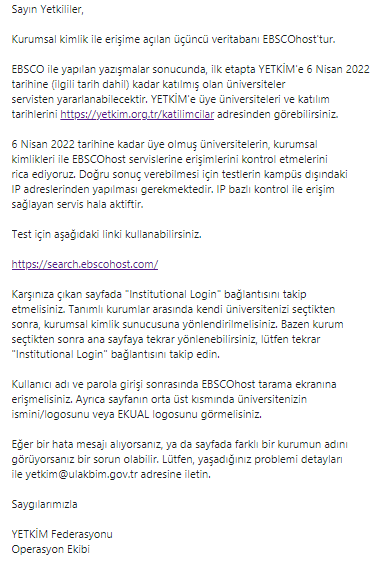 Sayın Yetkililer,
Kurumsal kimlik ile erişime açılan üçüncü veritabanı EBSCOhost'tur.
EBSCO ile yapılan yazışmalar sonucunda, ilk etapta YETKİM'e 6 Nisan 2022
tarihine (ilgili tarih dahil) kadar katılmış olan üniversiteler
servisten yararlanabilecektir. YETKİM'e üye üniversiteleri ve katılım
tarihlerini https://yetkim.org.tr/katilimcilar adresinden görebilirsiniz.
6 Nisan 2022 tarihine kadar üye olmuş üniversitelerin, kurumsal
kimlikleri ile EBSCOhost servislerine erişimlerini kontrol etmelerini
rica ediyoruz. Doğru sonuç verebilmesi için testlerin kampüs dışındaki
IP adreslerinden yapılması gerekmektedir. IP bazlı kontrol ile erişim
sağlayan servis hala aktiftir.
Test için aşağıdaki linki kullanabilirsiniz.
https://search.ebscohost.com/
Karşınıza çıkan sayfada "Institutional Login" bağlantısını takip
etmelisiniz. Tanımlı kurumlar arasında kendi üniversitenizi seçtikten
sonra, kurumsal kimlik sunucusuna yönlendirilmelisiniz. Bazen kurum
seçtikten sonra ana sayfaya tekrar yönlenebilirsiniz, lütfen tekrar
"Institutional Login" bağlantısını takip edin.
Kullanıcı adı ve parola girişi sonrasında EBSCOhost tarama ekranına
erişmelisiniz. Ayrıca sayfanın orta üst kısmında üniversitenizin
ismini/logosunu veya EKUAL logosunu görmelisiniz.
Eğer bir hata mesajı alıyorsanız, ya da sayfada farklı bir kurumun adını
görüyorsanız bir sorun olabilir. Lütfen, yaşadığınız problemi detayları
ile yetkim@ulakbim.gov.tr adresine iletin.
Saygılarımızla
YETKİM Federasyonu
Operasyon Ekibi